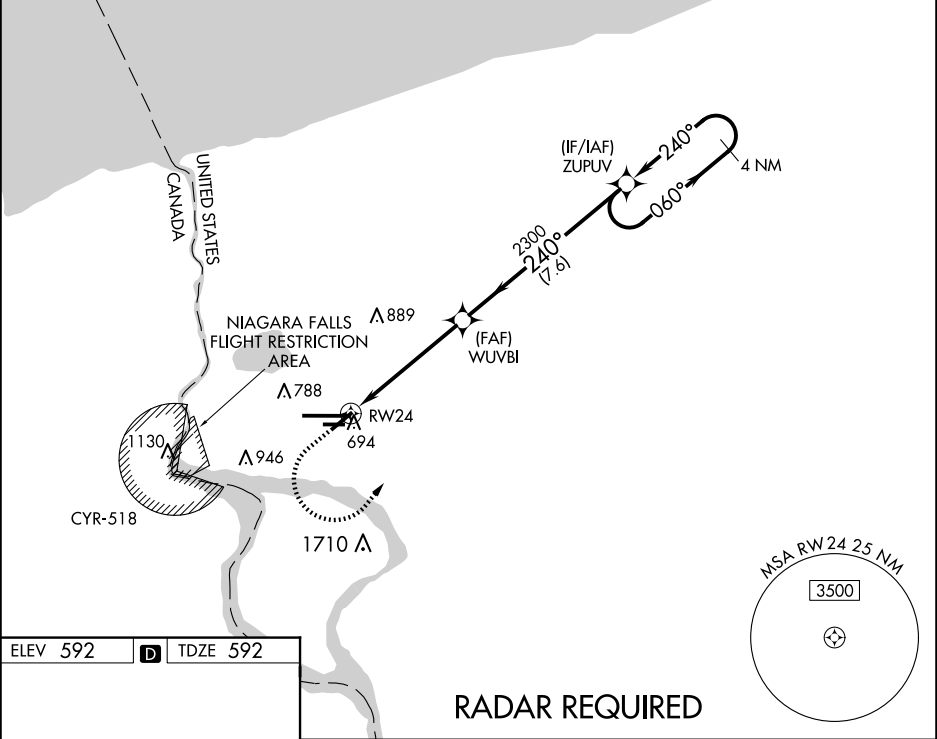 (IF/IAF)
ZUPUV
240°
4 NM
060°
UNITED STATES
CANADA
2300
240°
(7.6)
889
(FAF)
WUVBI
NIAGARA FALLS
FLIGHT RESTRICTION
AREA
788
RW24
694
1130
946
CYR-518
1710
MSA RW24 25 NM
3500
ELEV 592 D TDZE 592
RADAR REQUIRED